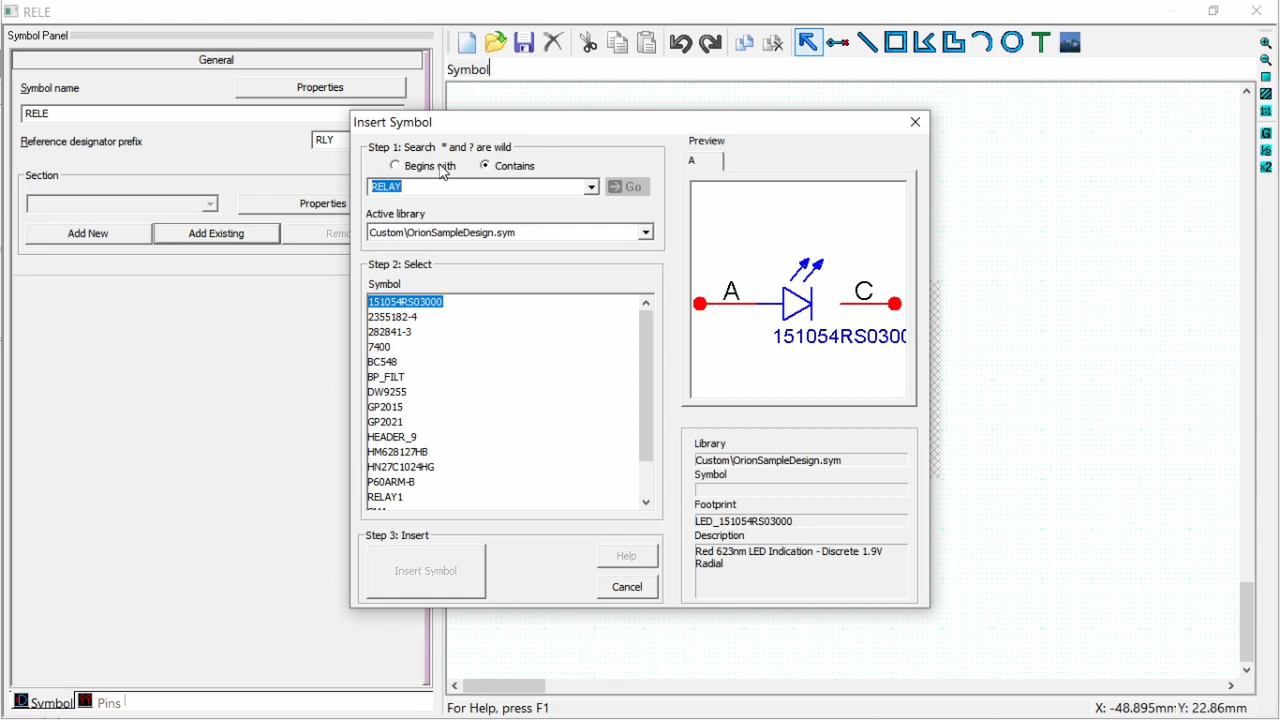 RELE
Symbol Panel
General
Symbol name
Properties
RELE
Reference designator prefix
RLY
Section
Properties
Add New
Add Existing
Symbol
Insert Symbol
Step 1: Search * and ? are wild
Begins with
Contains
RELAY
Go
Active library
Custom\OrionSampleDesign.sym
Step 2: Select
Symbol
151054RS03000
2355182-4
282841-3
7400
BC548
BP_FILT
DW9255
GP2015
GP2021
HEADER_9
HM628127HB
HN27C1024HG
P60ARM-B
RELAY1
Step 3: Insert
Insert Symbol
Help
Cancel
Preview
A
A
C
151054RS0300
Library
Custom\OrionSampleDesign.sym
Symbol
Footprint
LED_151054RS03000
Description
Red 623nm LED Indication - Discrete 1.9V
Radial
Symbol
Pins
For Help, press F1
X: -48.895mm Y: 22.86mm